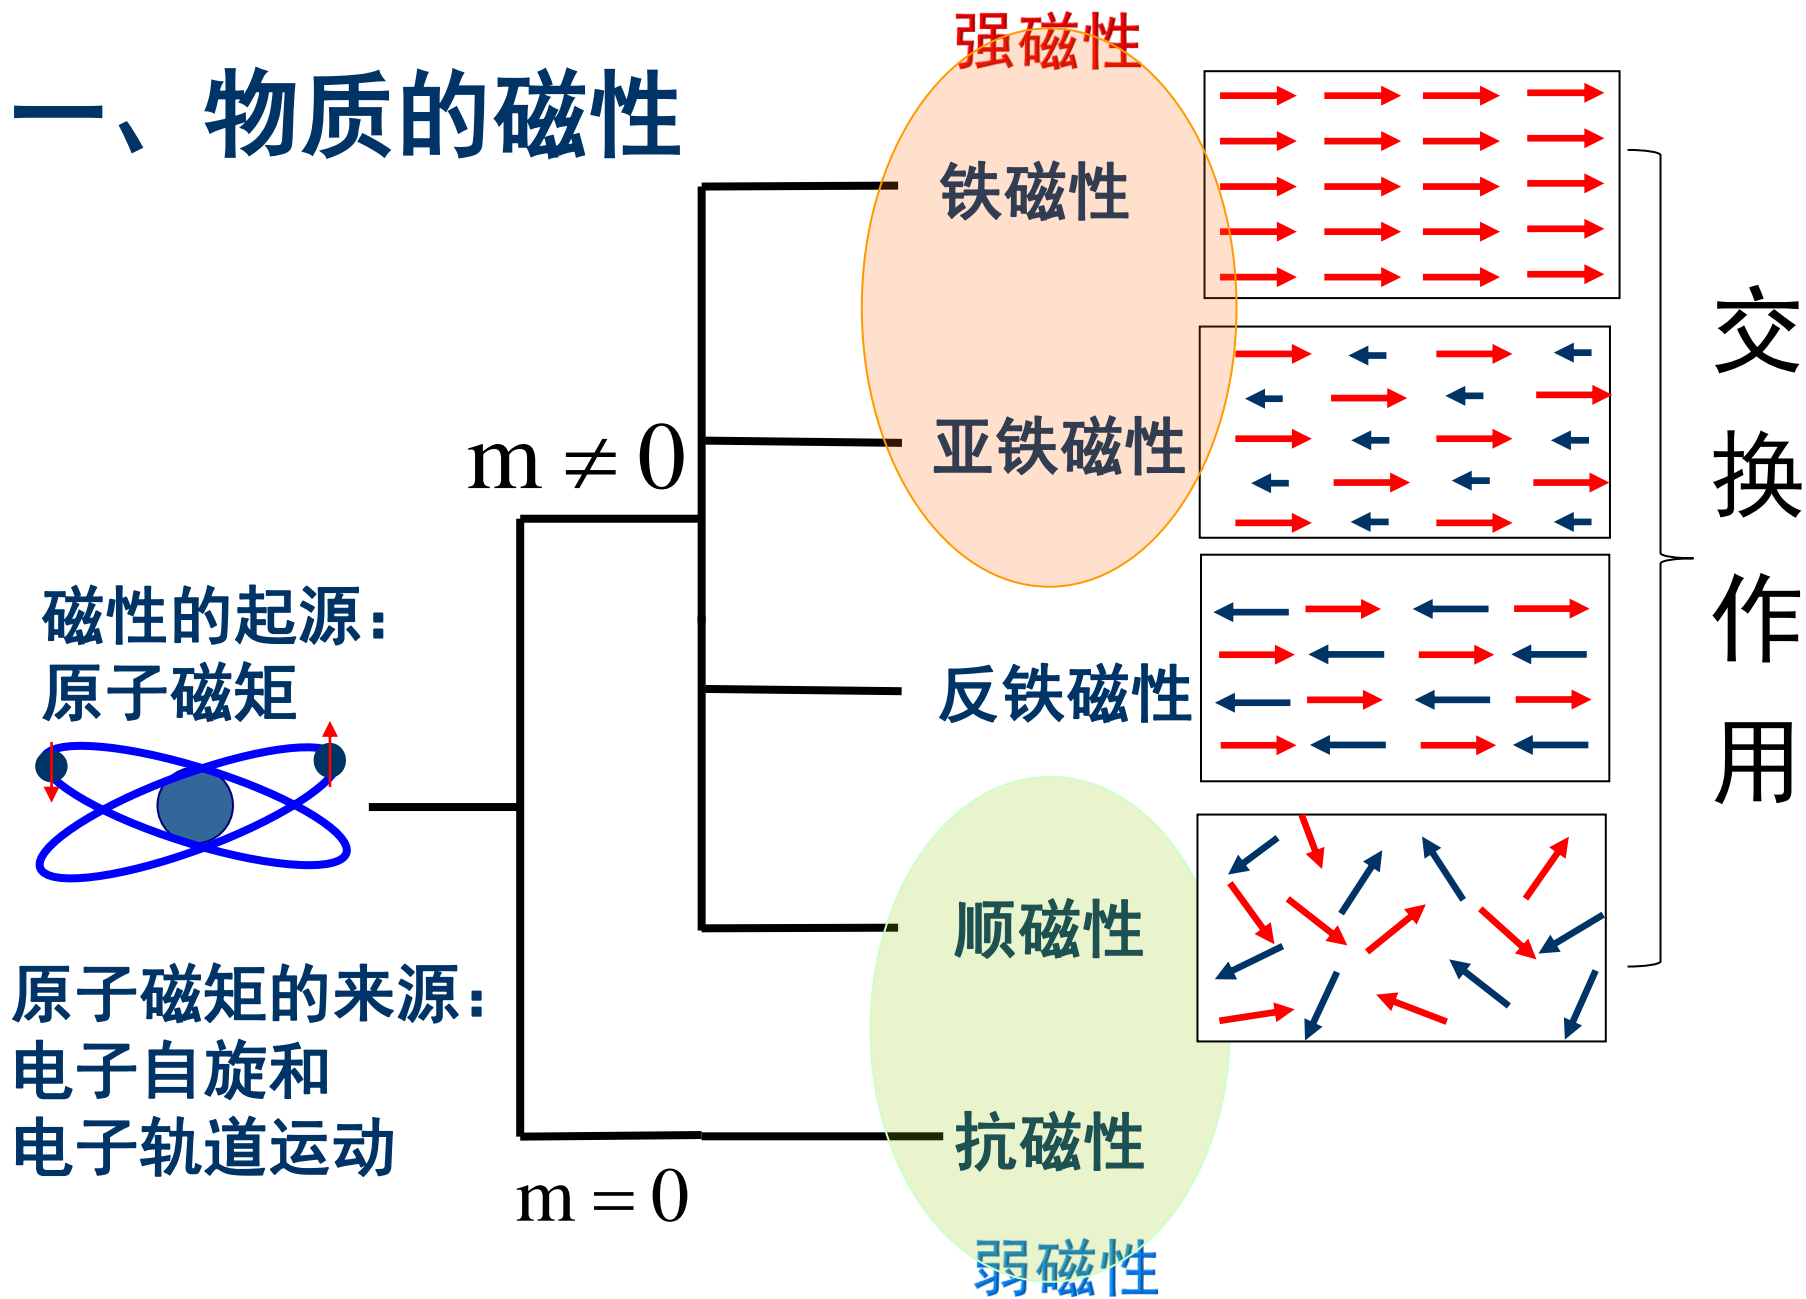 一、物质的磁性
强磁性
铁磁性
亚铁磁性
m ≠ 0
磁性的起源：
原子磁矩
反铁磁性
顺磁性
原子磁矩的来源：
电子自旋和
电子轨道运动
抗磁性
m = 0
弱磁性
交
换
作
用